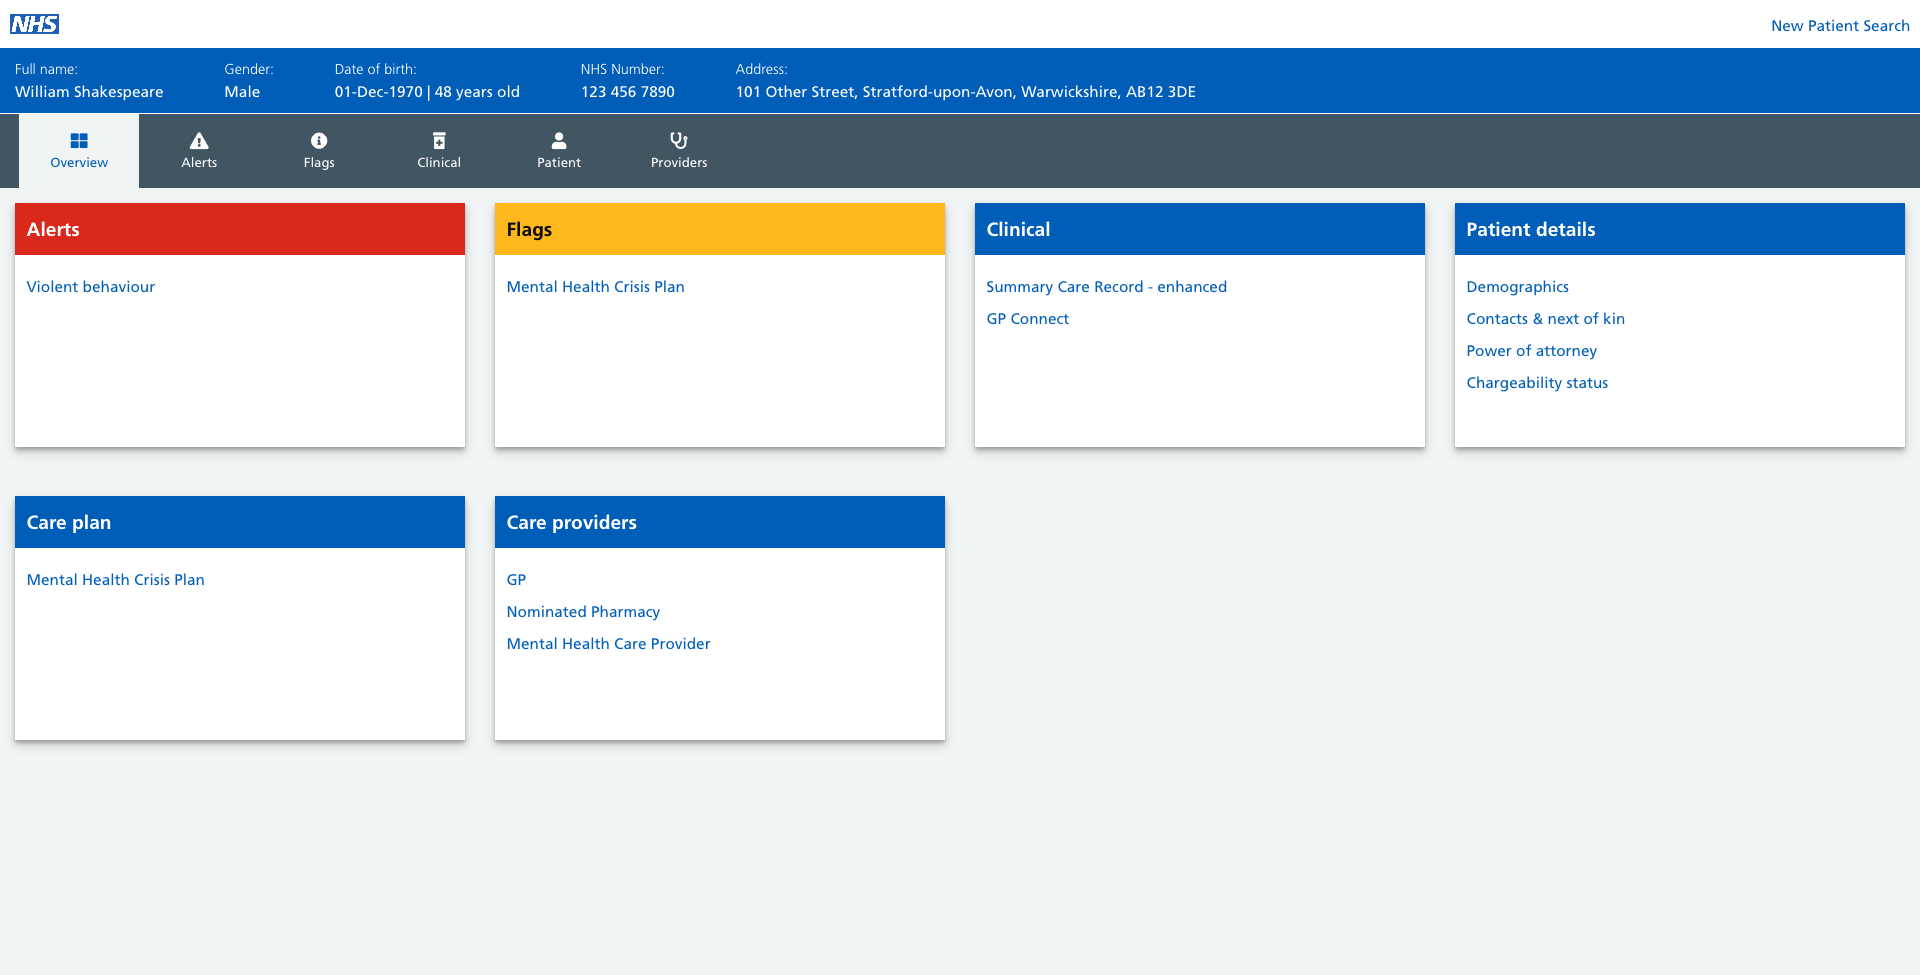 NHS
New Patient Search
Full name:
William Shakespeare
Gender:
Male
Date of birth:
01-Dec-1970 | 48 years old
NHS Number:
123 456 7890
Address:
101 Other Street, Stratford-upon-Avon, Warwickshire, AB12 3DE
Overview
Alerts
Flags
Clinical
Patient
Providers
Alerts
Violent behaviour
Flags
Mental Health Crisis Plan
Clinical
Summary Care Record - enhanced
GP Connect
Patient details
Demographics
Contacts & next of kin
Power of attorney
Chargeability status
Care plan
Mental Health Crisis Plan
Care providers
GP
Nominated Pharmacy
Mental Health Care Provider